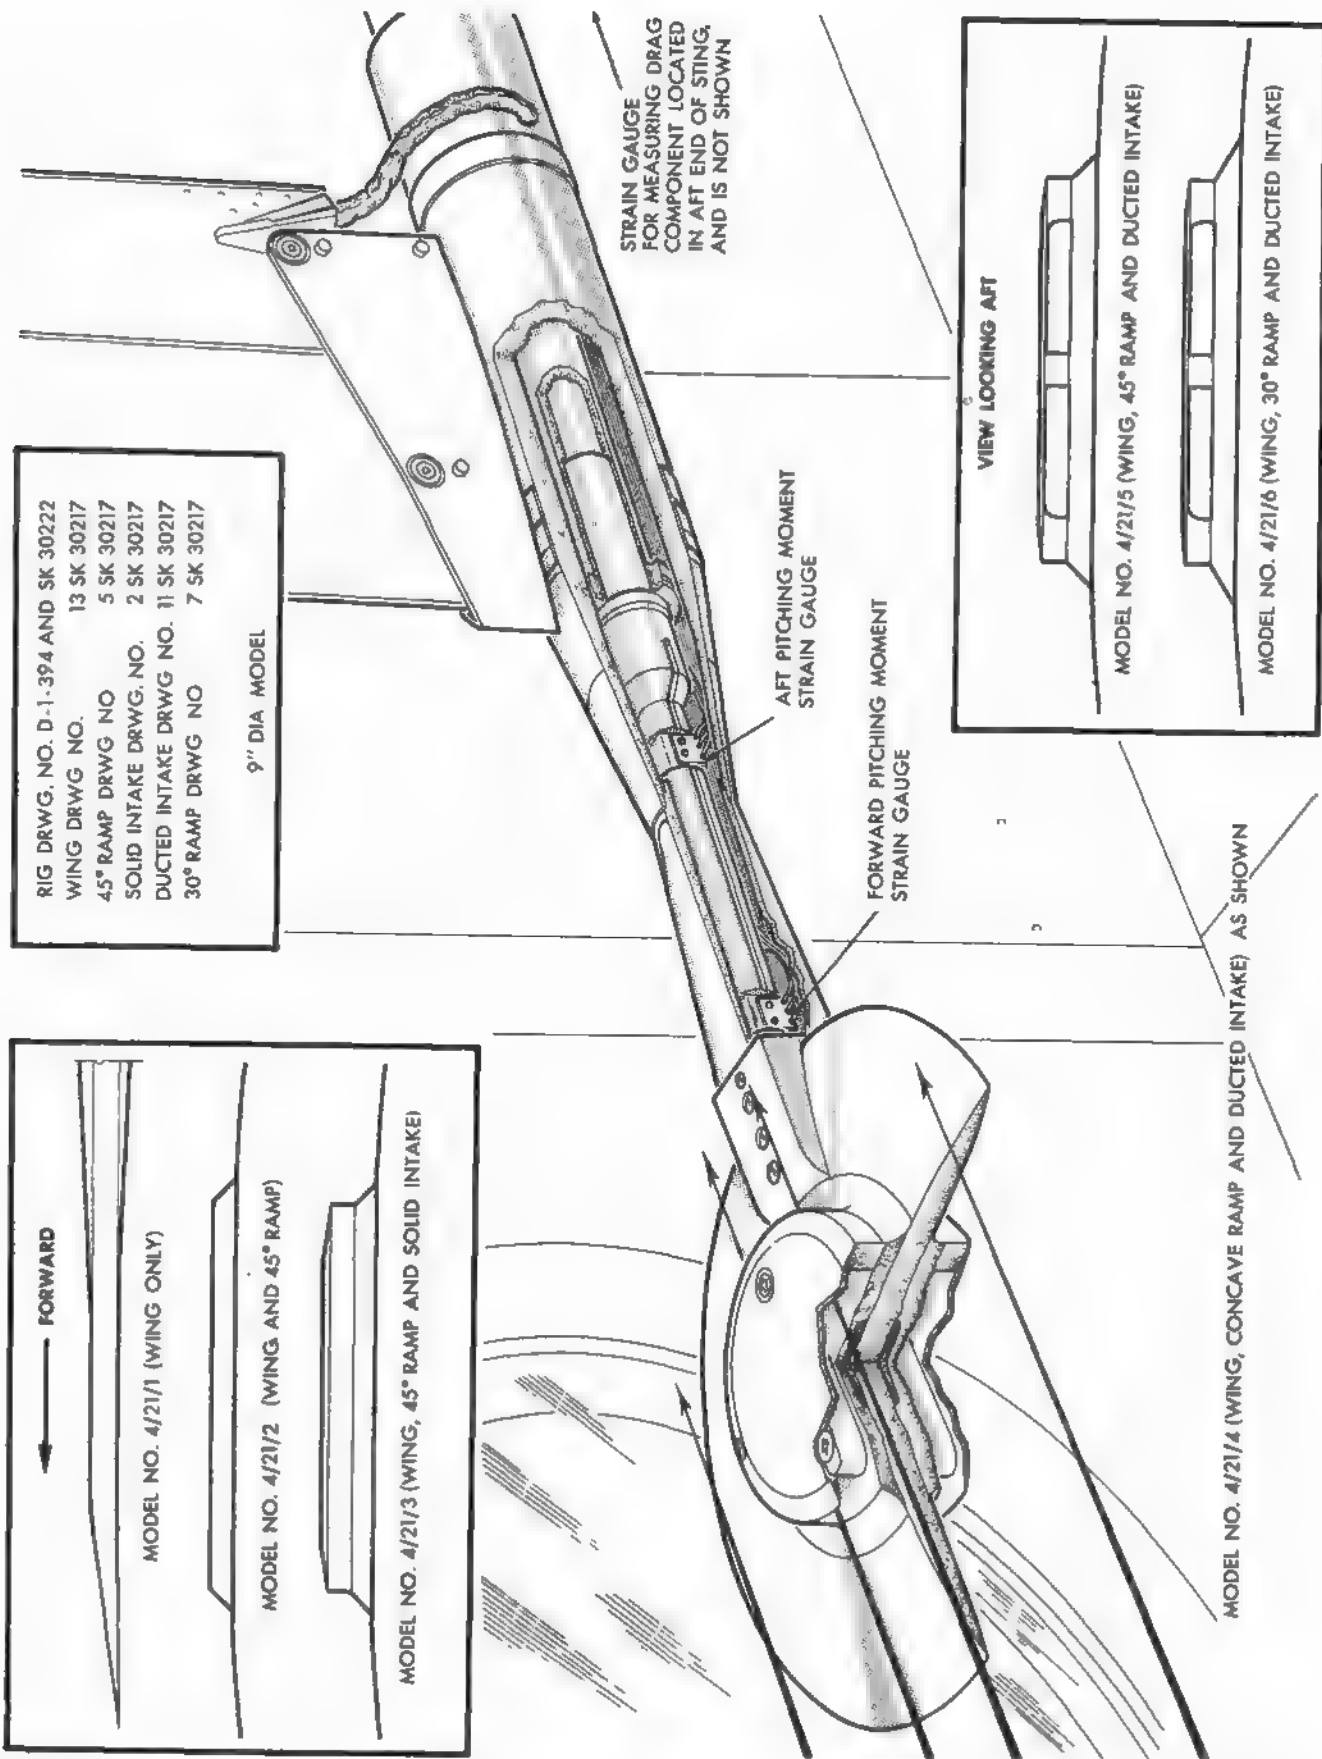 FORWARD
MODEL NO. 4/21/1 (WING ONLY)
MODEL NO. 4/21/2 (WING AND 45° RAMP)
MODEL NO. 4/21/3 (WING, 45° RAMP AND SOLID INTAKE)
RIG DRWG. NO. D-1-394 AND SK 30222
WING DRWG NO. 13 SK 30217
45° RAMP DRWG NO 5 SK 30217
SOLID INTAKE DRWG. NO. 2 SK 30217
DUCTED INTAKE DRWG NO. 11 SK 30217
30° RAMP DRWG NO 7 SK 30217
9" DIA MODEL
STRAIN GAUGE
FOR MEASURING DRAG
COMPONENT LOCATED
IN AFT END OF STING,
AND IS NOT SHOWN
AFT PITCHING MOMENT
STRAIN GAUGE
FORWARD PITCHING MOMENT
STRAIN GAUGE
VIEW LOOKING AFT
MODEL NO. 4/21/5 (WING, 45° RAMP AND DUCTED INTAKE)
MODEL NO. 4/21/6 (WING, 30° RAMP AND DUCTED INTAKE)
MODEL NO. 4/21/4 (WING, CONCAVE RAMP AND DUCTED INTAKE) AS SHOWN